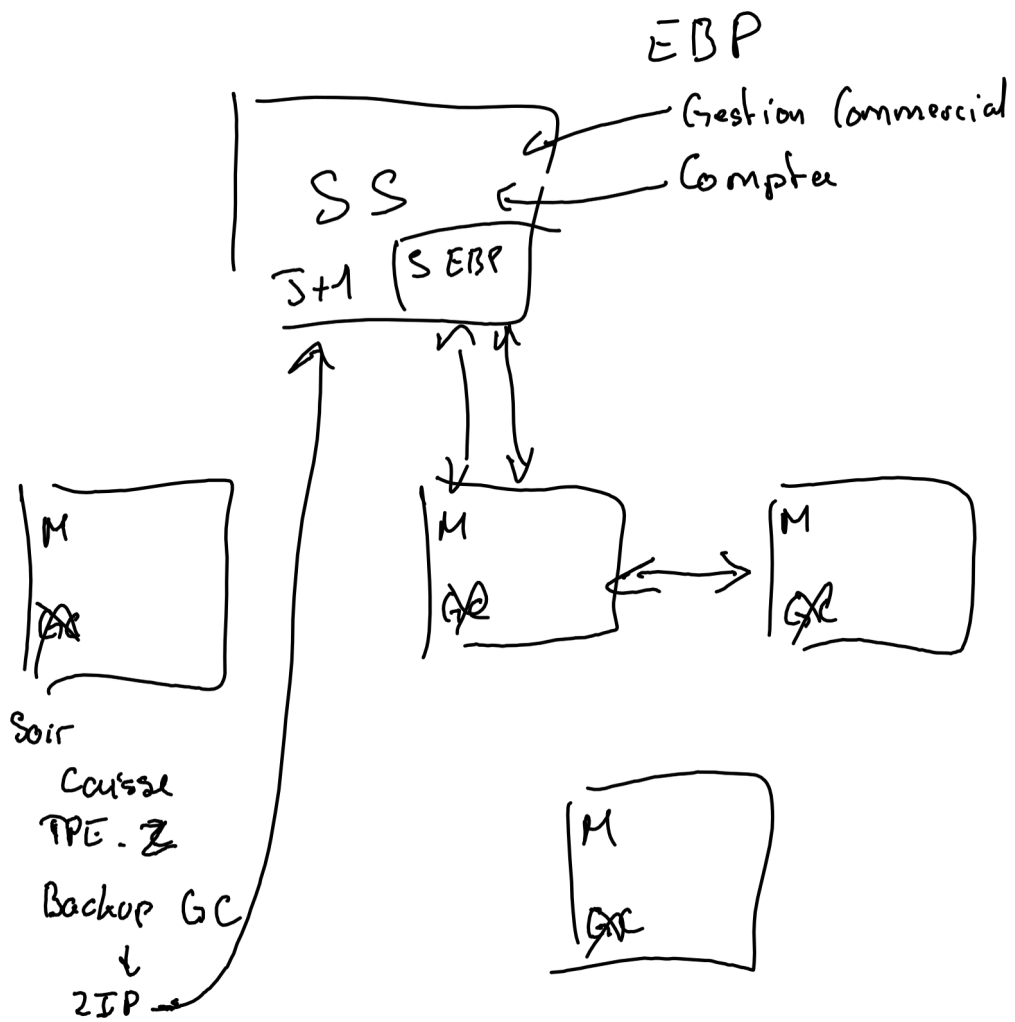 EBP
Gestion Commercial
Compta
SS
S EBP
J+1
M
GC
M
GC
M
GC
Soir
Caisse
TPE - Z
Backup GC
ZIP
M
GC